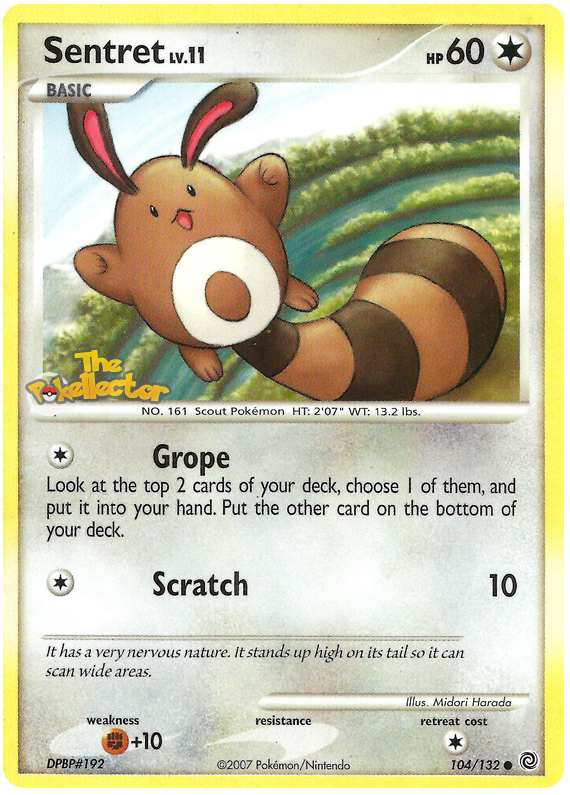 Sentret LV.11
HP 60
BASIC
The
Pokéllector
NO. 161 Scout Pokémon HT: 2'07" WT: 13.2 lbs.
Grope
Look at the top 2 cards of your deck, choose 1 of them, and
put it into your hand. Put the other card on the bottom of
your deck.
Scratch 10
It has a very nervous nature. It stands up high on its tail so it can
scan wide areas.
Illus. Midori Harada
weakness resistance retreat cost
+10
DPBP#192 ©2007 Pokémon/Nintendo 104/132